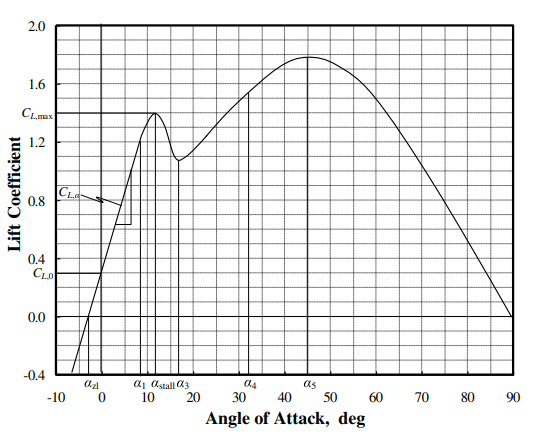 2.0
1.6
C_L,max
1.2
Lift Coefficient
C_L,α
0.8
0.4
C_L,0
0.0
-0.4
α_zl α_1 α_stall α_3 α_4 α_5
-10 0 10 20 30 40 50 60 70 80 90
Angle of Attack, deg